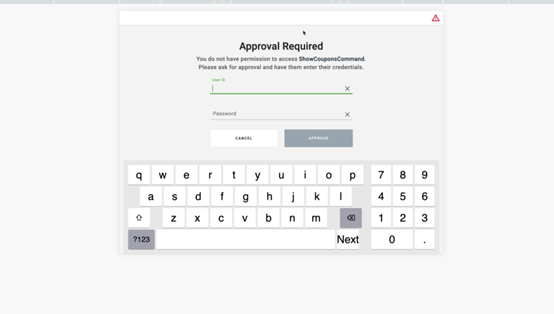 Approval Required
You do not have permission to access ShowCouponsCommand.
Please ask for approval and have them enter their credentials.
User ID
Password
CANCEL APPROVE
q w e r t y u i o p 7 8 9
a s d f g h j k l 4 5 6
z x c v b n m 1 2 3
?123 Next 0 .